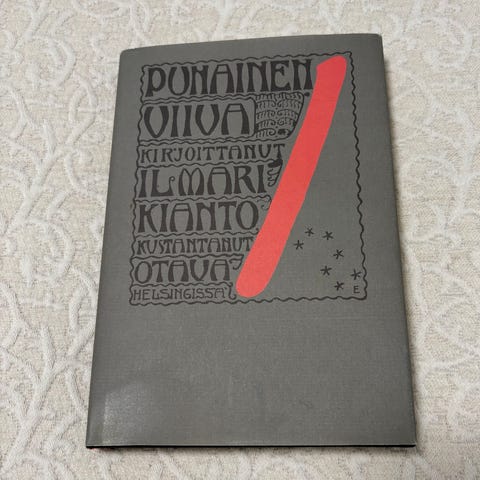 PUNAINEN
VIIVA
KIRJOITTANUT
ILMARI
KIANTO
KUSTANTANUT
OTAVA
HELSINGISSÄ
E